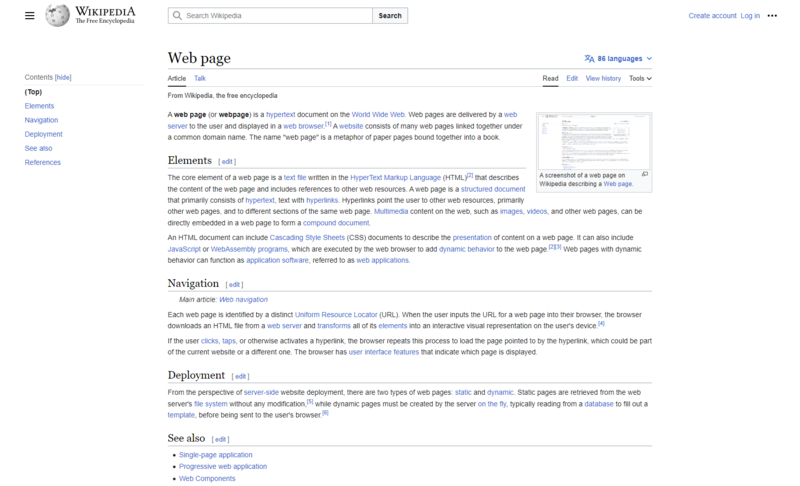 WIKIPEDIA
The Free Encyclopedia
Search Wikipedia
Search
Create account Log in
Contents [hide]
(Top)
Elements
Navigation
Deployment
See also
References
Web page
86 languages
Article Talk
Read Edit View history Tools
From Wikipedia, the free encyclopedia
A web page (or webpage) is a hypertext document on the World Wide Web. Web pages are delivered by a web
server to the user and displayed in a web browser.[1] A website consists of many web pages linked together under
a common domain name. The name "web page" is a metaphor of paper pages bound together into a book.
A screenshot of a web page on
Wikipedia describing a Web page.
Elements [ edit ]
The core element of a web page is a text file written in the HyperText Markup Language (HTML)[2] that describes
the content of the web page and includes references to other web resources. A web page is a structured document
that primarily consists of hypertext, text with hyperlinks. Hyperlinks point the user to other web resources, primarily
other web pages, and to different sections of the same web page. Multimedia content on the web, such as images, videos, and other web pages, can be
directly embedded in a web page to form a compound document.
An HTML document can include Cascading Style Sheets (CSS) documents to describe the presentation of content on a web page. It can also include
JavaScript or WebAssembly programs, which are executed by the web browser to add dynamic behavior to the web page.[2][3] Web pages with dynamic
behavior can function as application software, referred to as web applications.
Navigation [ edit ]
Main article: Web navigation
Each web page is identified by a distinct Uniform Resource Locator (URL). When the user inputs the URL for a web page into their browser, the browser
downloads an HTML file from a web server and transforms all of its elements into an interactive visual representation on the user's device.[4]
If the user clicks, taps, or otherwise activates a hyperlink, the browser repeats this process to load the page pointed to by the hyperlink, which could be part
of the current website or a different one. The browser has user interface features that indicate which page is displayed.
Deployment [ edit ]
From the perspective of server-side website deployment, there are two types of web pages: static and dynamic. Static pages are retrieved from the web
server's file system without any modification,[5] while dynamic pages must be created by the server on the fly, typically reading from a database to fill out a
template, before being sent to the user's browser.[6]
See also [ edit ]
• Single-page application
• Progressive web application
• Web Components